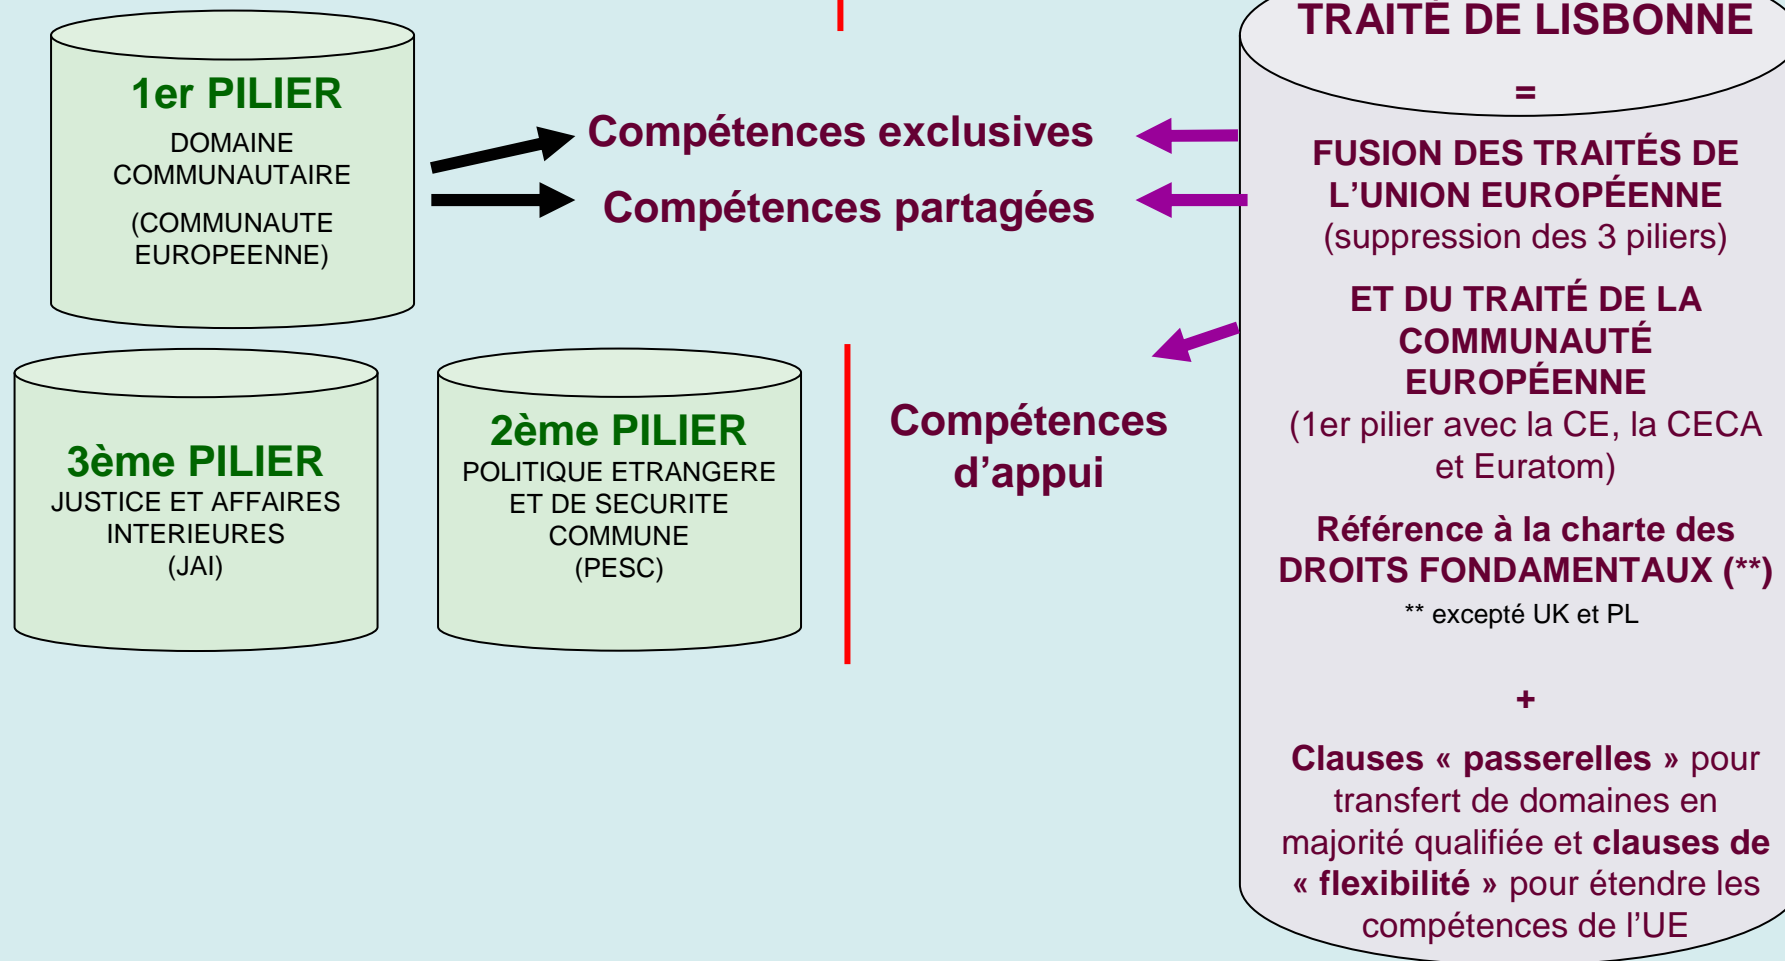 1er PILIER
DOMAINE
COMMUNAUTAIRE
(COMMUNAUTE
EUROPEENNE)
Compétences exclusives
Compétences partagées
3ème PILIER
JUSTICE ET AFFAIRES
INTERIEURES
(JAI)
2ème PILIER
POLITIQUE ETRANGERE
ET DE SECURITE
COMMUNE
(PESC)
Compétences
d’appui
TRAITÉ DE LISBONNE
=
FUSION DES TRAITÉS DE
L’UNION EUROPÉENNE
(suppression des 3 piliers)
ET DU TRAITÉ DE LA
COMMUNAUTÉ
EUROPÉENNE
(1er pilier avec la CE, la CECA
et Euratom)
Référence à la charte des
DROITS FONDAMENTAUX (**)
** excepté UK et PL
+
Clauses « passerelles » pour
transfert de domaines en
majorité qualifiée et clauses de
« flexibilité » pour étendre les
compétences de l’UE